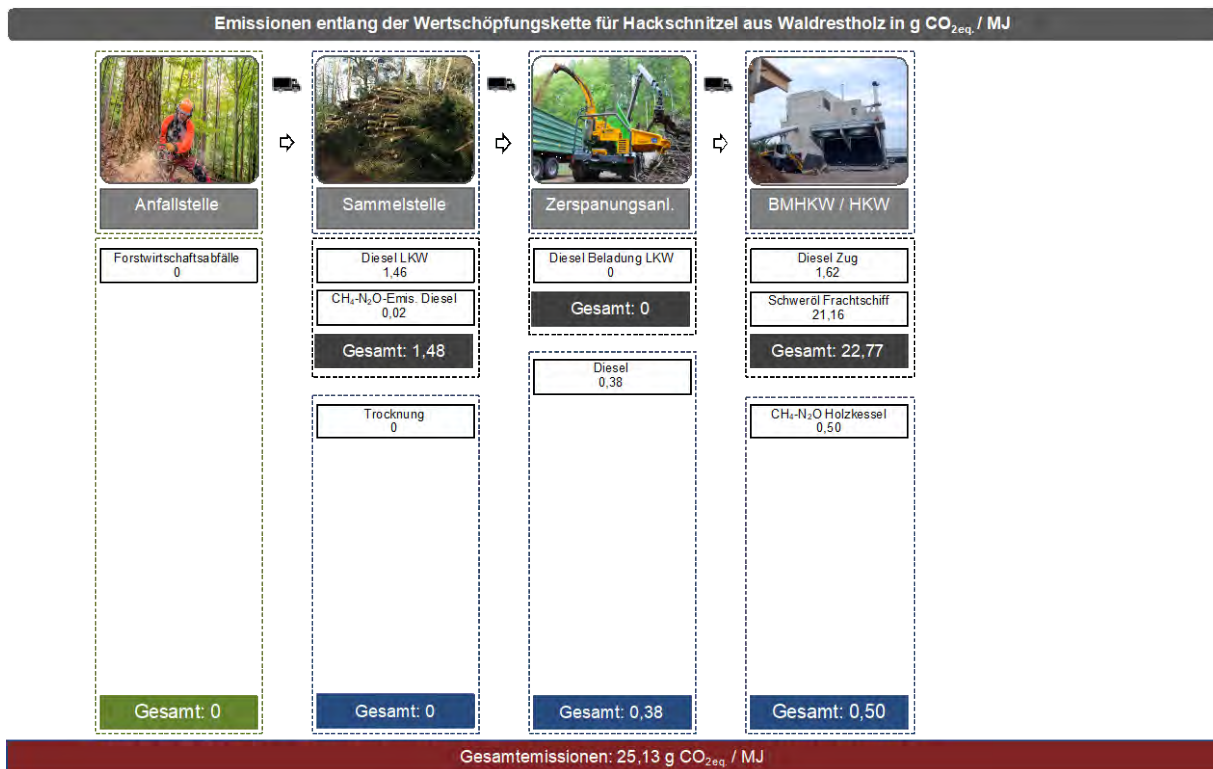 Emissionen entlang der Wertschöpfungskette für Hackschnitzel aus Waldrestholz in g CO₂eq. / MJ
Anfallstelle
Sammelstelle
Zerspanungsanl.
BMHKW / HKW
Forstwirtschaftsabfälle
0
Diesel LKW
1,46
CH₄-N₂O-Emis. Diesel
0,02
Gesamt: 1,48
Diesel Beladung LKW
0
Gesamt: 0
Diesel Zug
1,62
Schweröl Frachtschiff
21,16
Gesamt: 22,77
Trocknung
0
Diesel
0,38
CH₄-N₂O Holzkessel
0,50
Gesamt: 0
Gesamt: 0
Gesamt: 0,38
Gesamt: 0,50
Gesamtemissionen: 25,13 g CO₂eq. / MJ